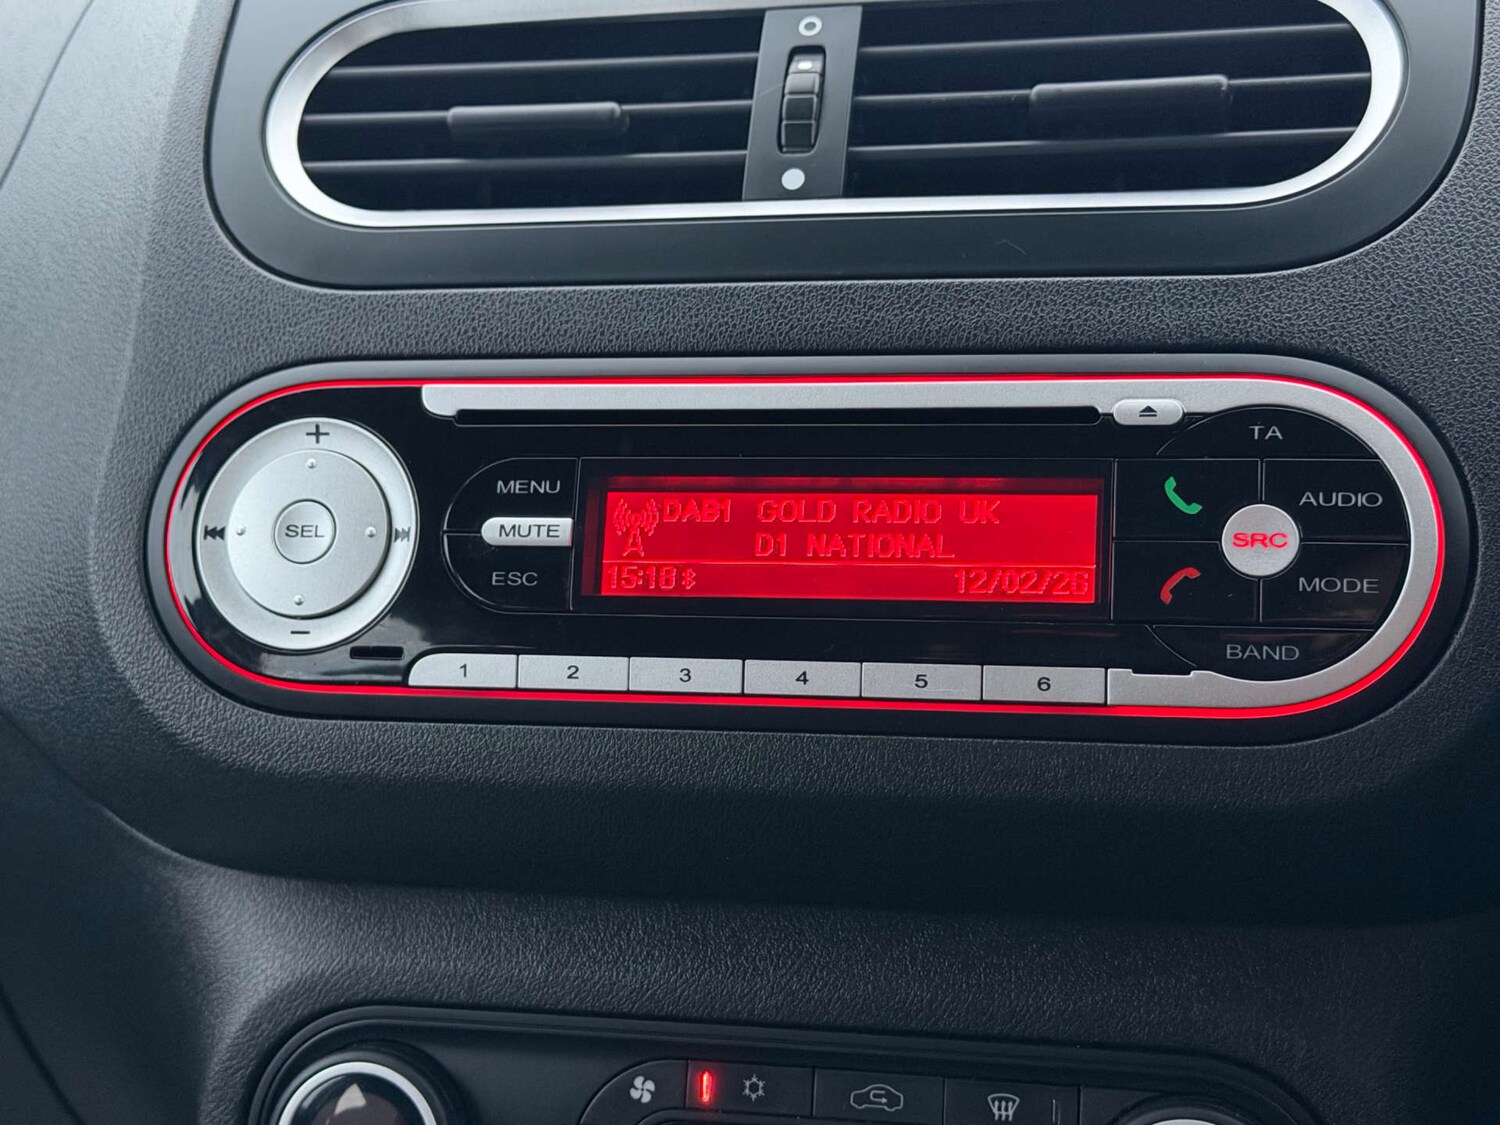 TA
+
MENU
DAB1 GOLD RADIO UK
AUDIO
SEL
MUTE
D1 NATIONAL
SRC
ESC
15:18
12/02/26
MODE
−
BAND
1 2 3 4 5 6